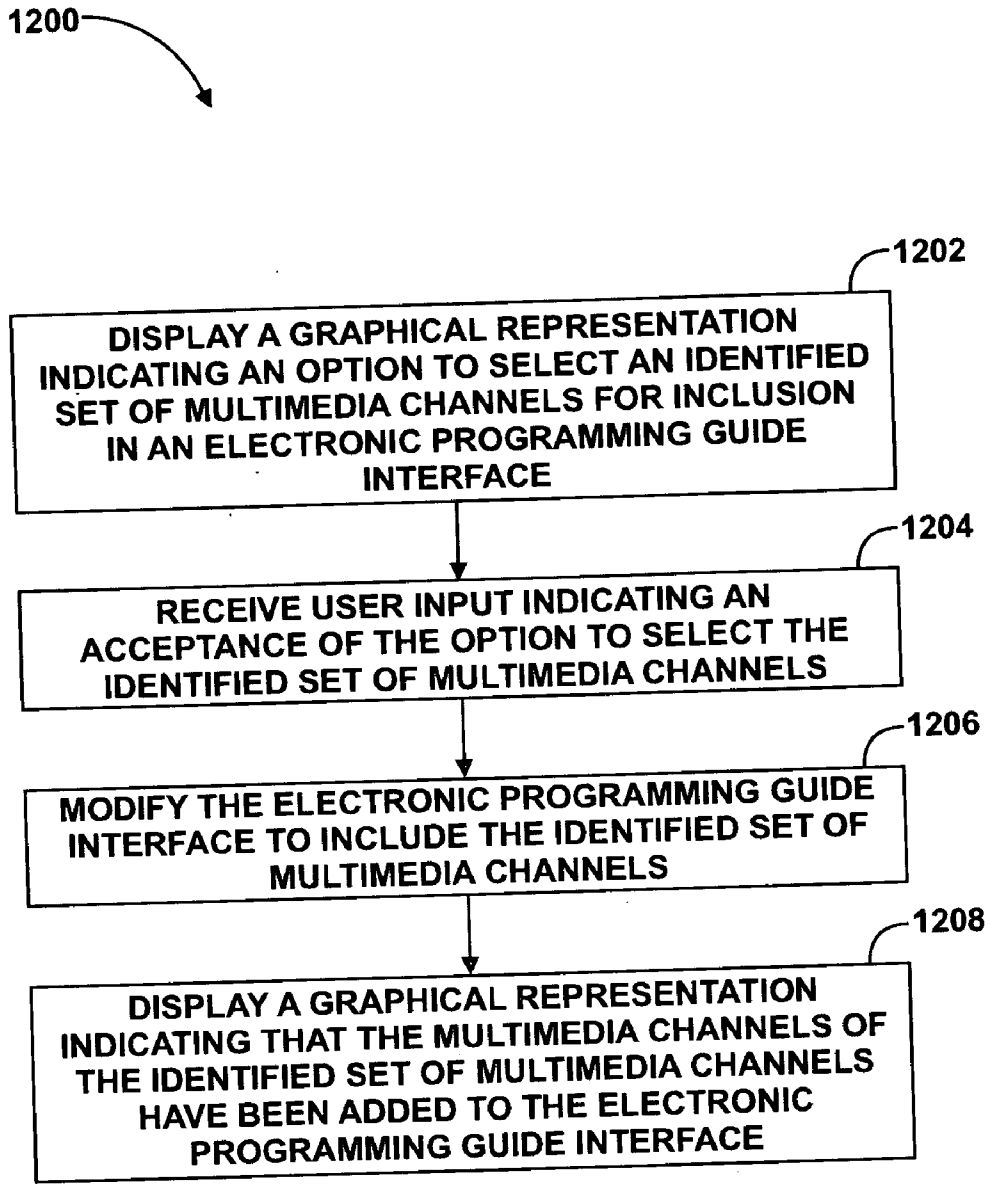 1200
1202
DISPLAY A GRAPHICAL REPRESENTATION
INDICATING AN OPTION TO SELECT AN IDENTIFIED
SET OF MULTIMEDIA CHANNELS FOR INCLUSION
IN AN ELECTRONIC PROGRAMMING GUIDE
INTERFACE
1204
RECEIVE USER INPUT INDICATING AN
ACCEPTANCE OF THE OPTION TO SELECT THE
IDENTIFIED SET OF MULTIMEDIA CHANNELS
1206
MODIFY THE ELECTRONIC PROGRAMMING GUIDE
INTERFACE TO INCLUDE THE IDENTIFIED SET OF
MULTIMEDIA CHANNELS
1208
DISPLAY A GRAPHICAL REPRESENTATION
INDICATING THAT THE MULTIMEDIA CHANNELS OF
THE IDENTIFIED SET OF MULTIMEDIA CHANNELS
HAVE BEEN ADDED TO THE ELECTRONIC
PROGRAMMING GUIDE INTERFACE